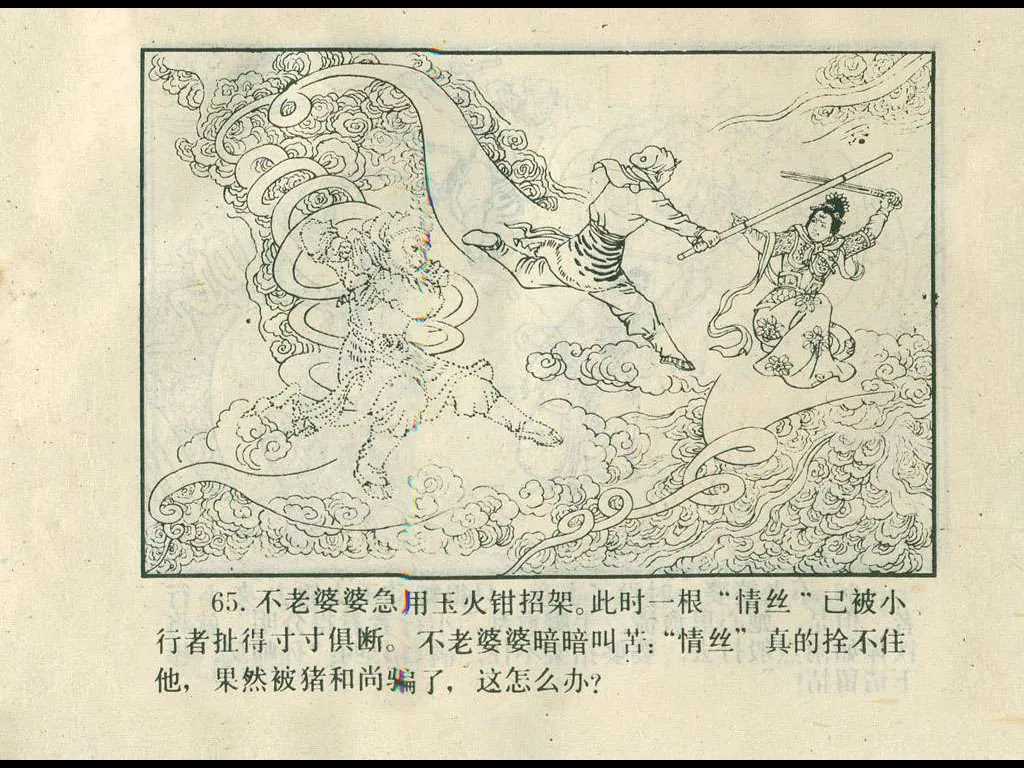 65. 不老婆婆急用玉火钳招架。此时一根“情丝“已被小
行者扯得寸寸俱断。不老婆婆暗暗叫苦：“情丝”真的拴不住
他，果然被猪和尚骗了，这怎么办？